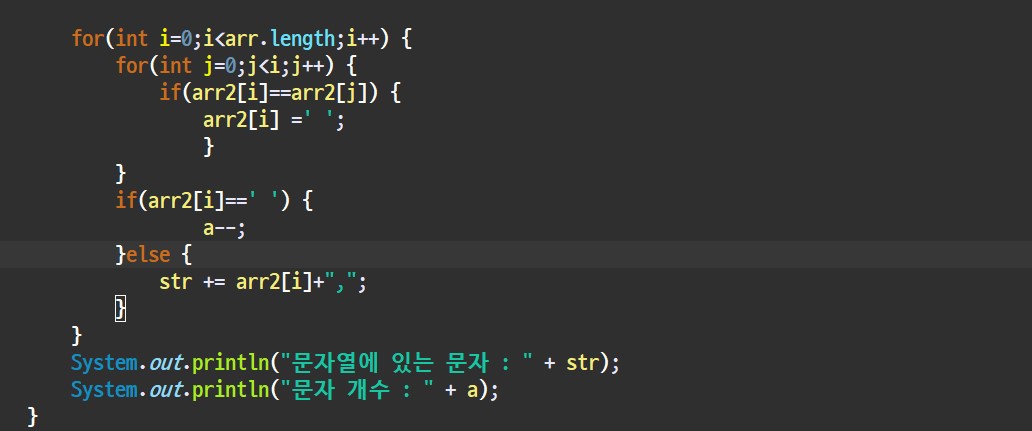 for(int i=0;i<arr.length;i++) {
for(int j=0;j<i;j++) {
if(arr2[i]==arr2[j]) {
arr2[i] =' ';
}
}
if(arr2[i]==' ') {
a--;
}else {
str += arr2[i]+",";
}
}
System.out.println("문자열에 있는 문자 : " + str);
System.out.println("문자 개수 : " + a);
}